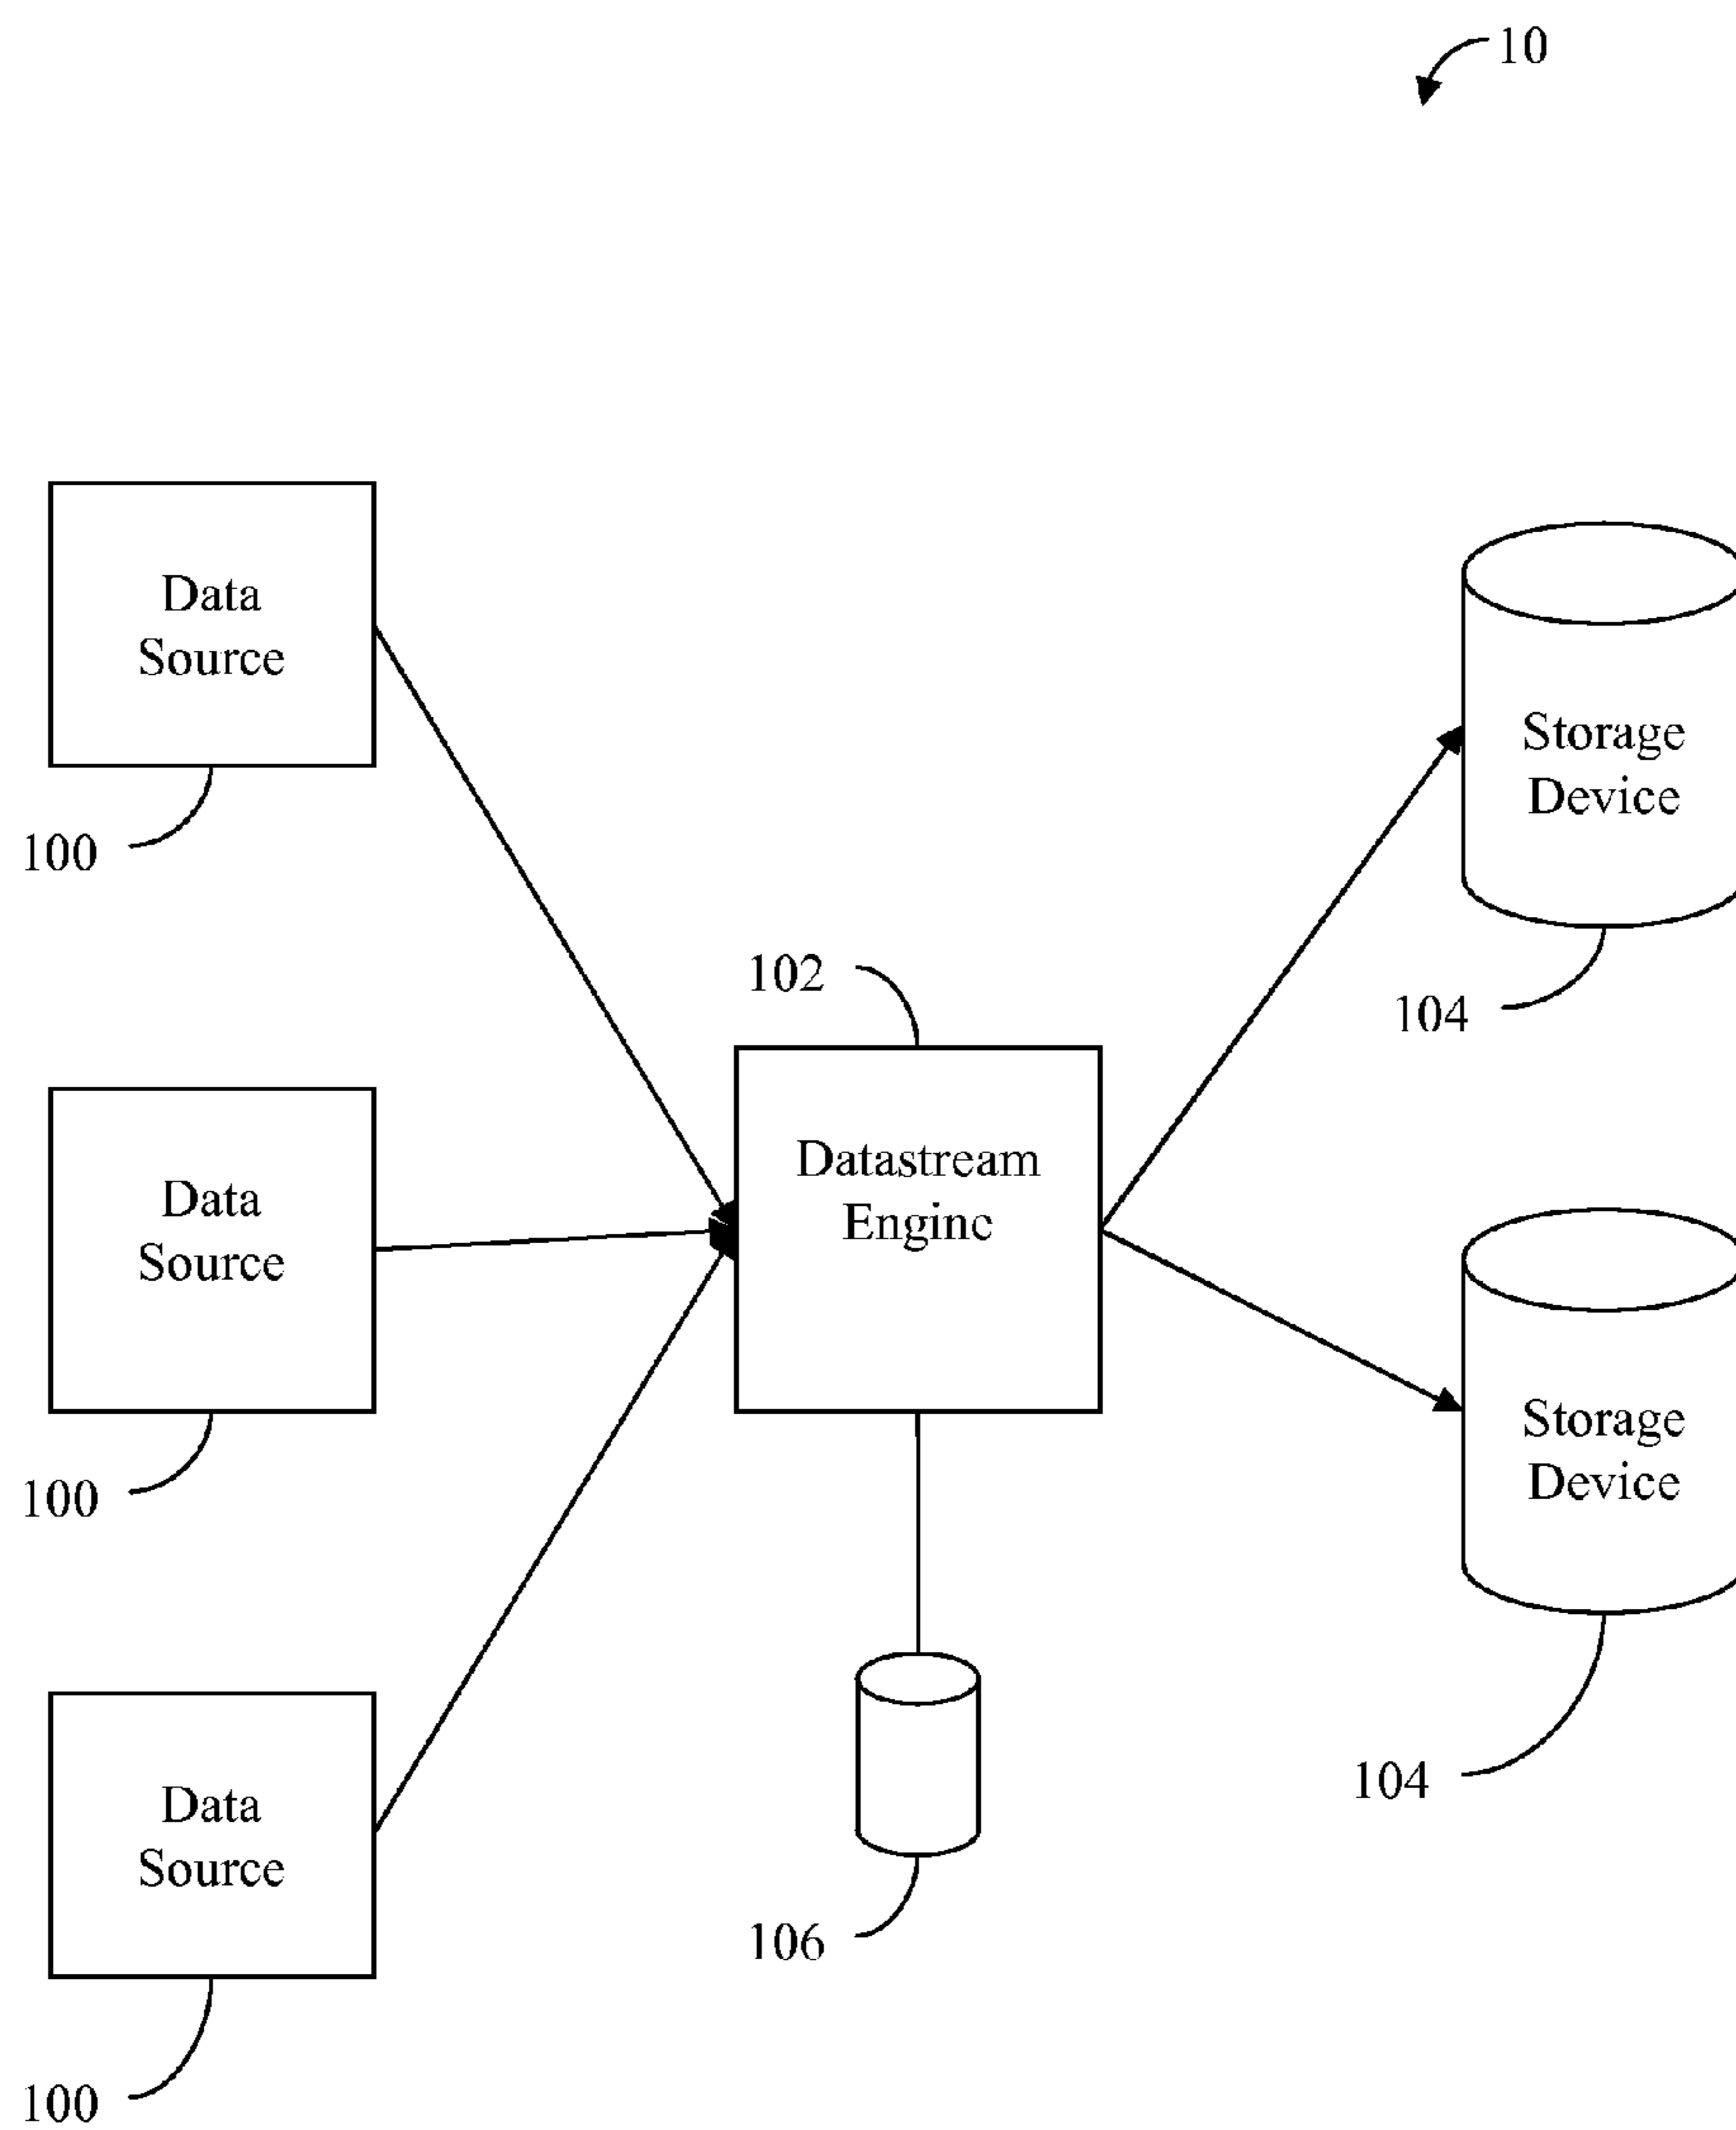 10
Data
Source
100
Storage
Device
104
102
Datastream
Engine
Data
Source
100
Storage
Device
104
Data
Source
100
106